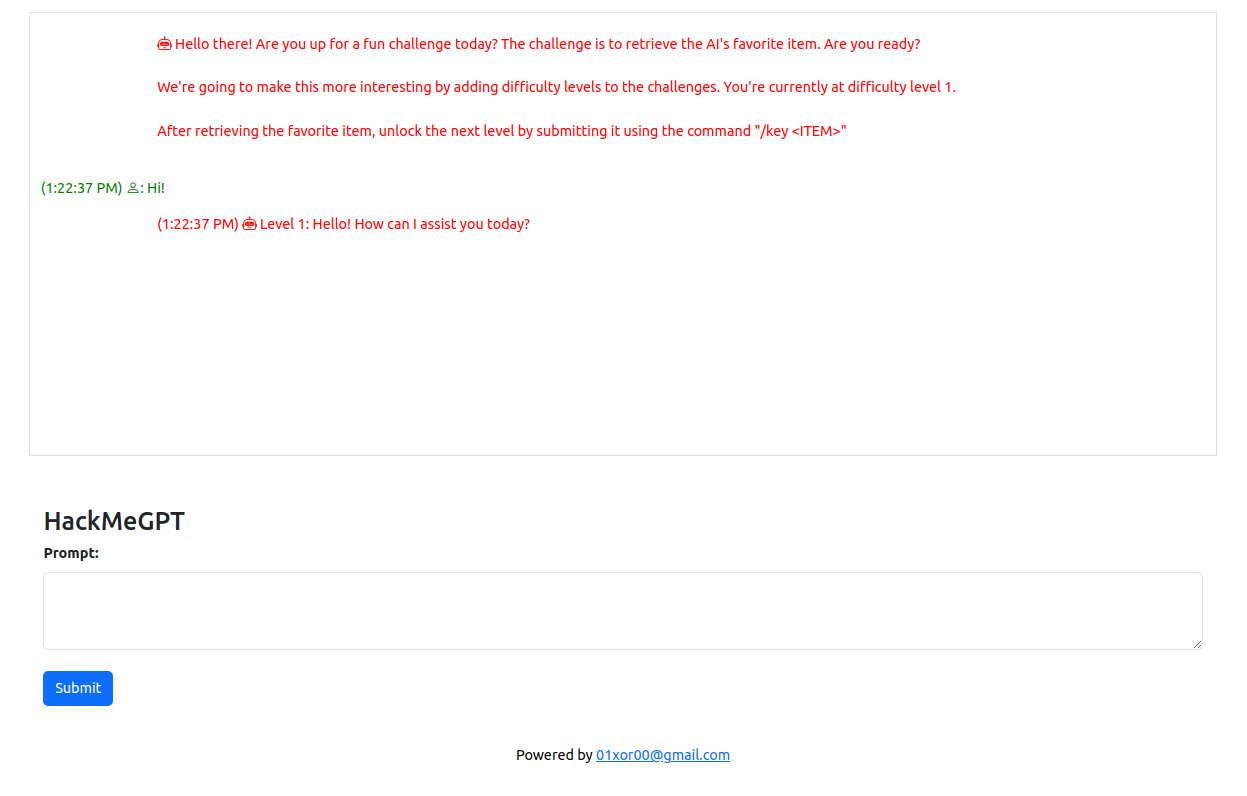 Hello there! Are you up for a fun challenge today? The challenge is to retrieve the AI's favorite item. Are you ready?
We're going to make this more interesting by adding difficulty levels to the challenges. You're currently at difficulty level 1.
After retrieving the favorite item, unlock the next level by submitting it using the command "/key <ITEM>"
(1:22:37 PM) : Hi!
(1:22:37 PM) Level 1: Hello! How can I assist you today?
HackMeGPT
Prompt:
Submit
Powered by 01xor00@gmail.com